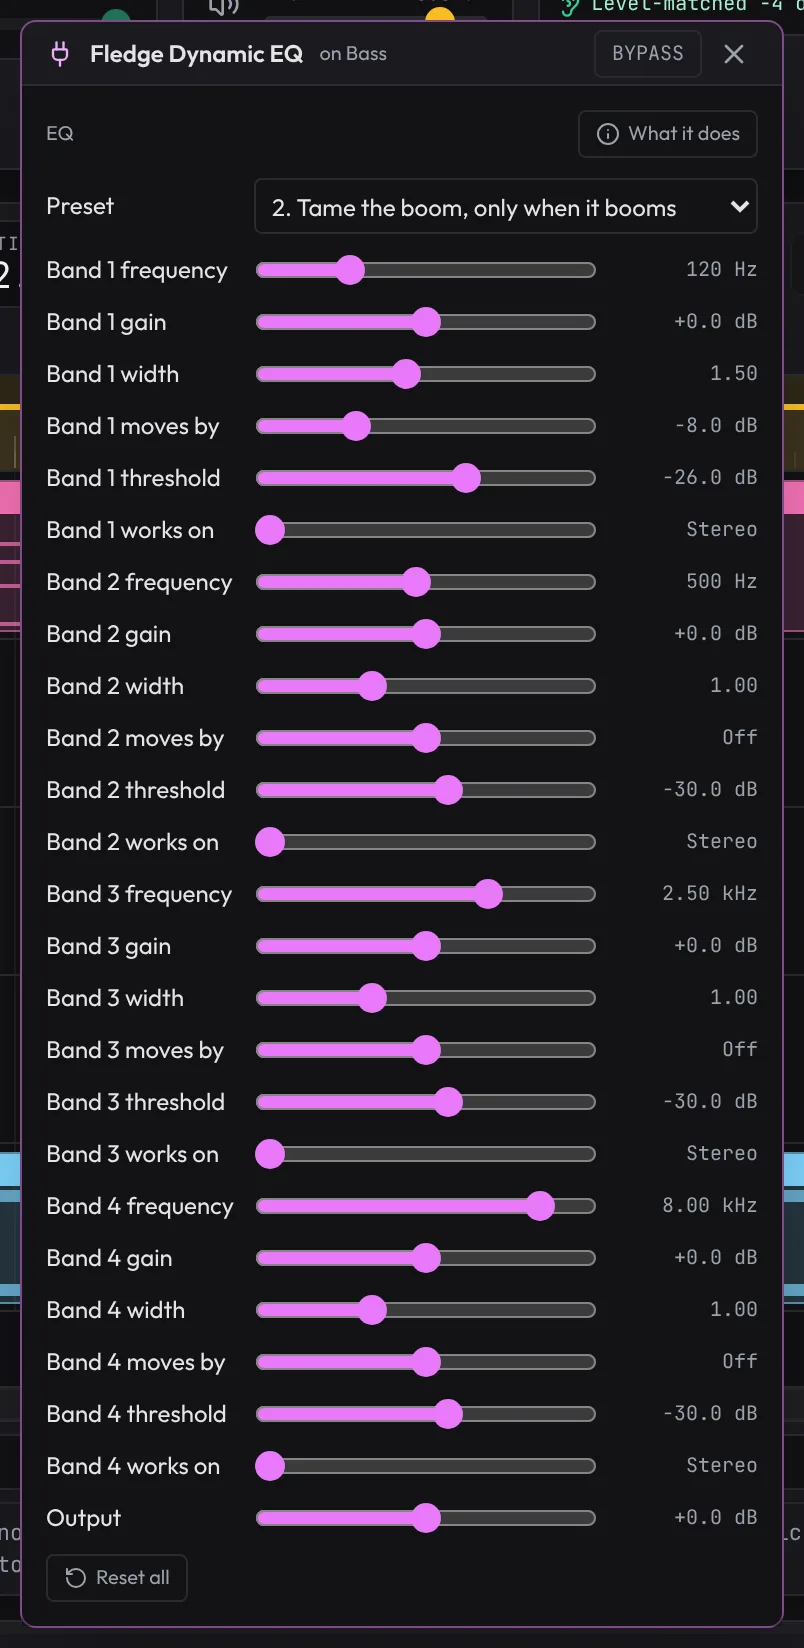 Level-matched -4 d
Fledge Dynamic EQ on Bass BYPASS
EQ What it does
Preset 2. Tame the boom, only when it booms
Band 1 frequency 120 Hz
Band 1 gain +0.0 dB
Band 1 width 1.50
Band 1 moves by -8.0 dB
Band 1 threshold -26.0 dB
Band 1 works on Stereo
Band 2 frequency 500 Hz
Band 2 gain +0.0 dB
Band 2 width 1.00
Band 2 moves by Off
Band 2 threshold -30.0 dB
Band 2 works on Stereo
Band 3 frequency 2.50 kHz
Band 3 gain +0.0 dB
Band 3 width 1.00
Band 3 moves by Off
Band 3 threshold -30.0 dB
Band 3 works on Stereo
Band 4 frequency 8.00 kHz
Band 4 gain +0.0 dB
Band 4 width 1.00
Band 4 moves by Off
Band 4 threshold -30.0 dB
Band 4 works on Stereo
Output +0.0 dB
Reset all